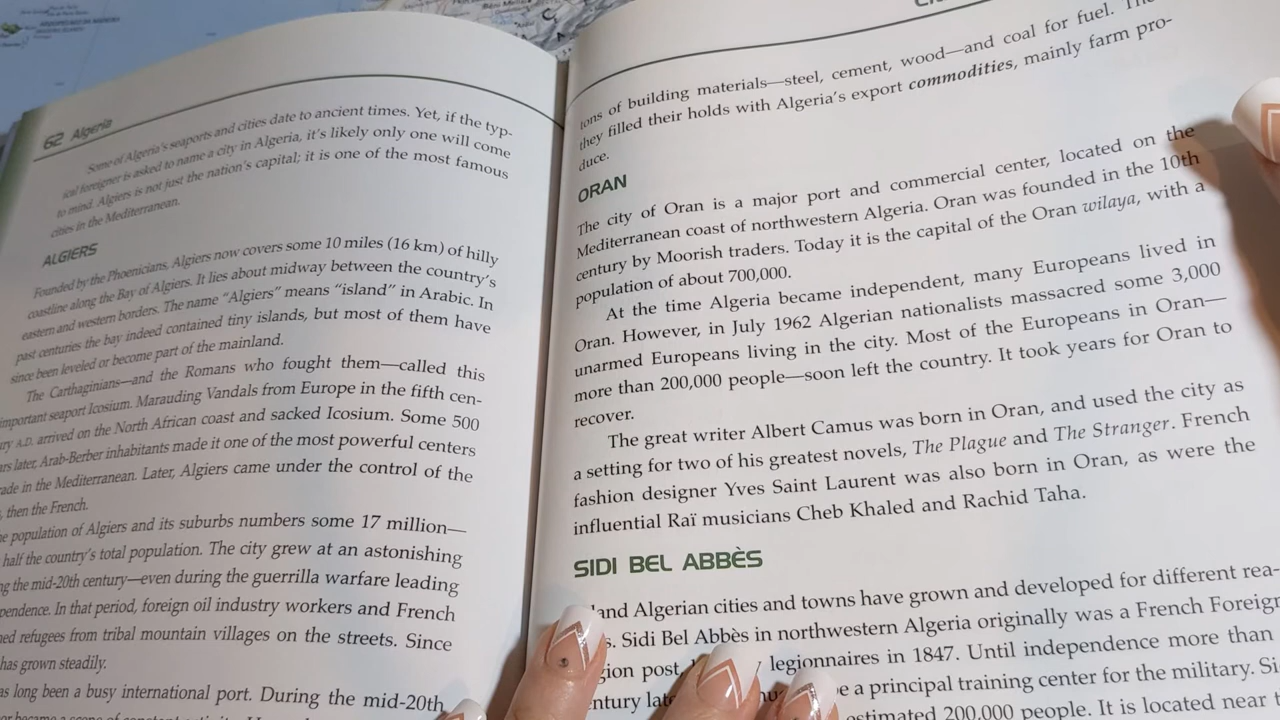 62 Algeria
Some of Algeria's seaports and cities date to ancient times. Yet, if the typ-
ical foreigner is asked to name a city in Algeria, it's likely only one will come
to mind. Algiers is not just the nation's capital; it is one of the most famous
cities in the Mediterranean.
ALGIERS
Founded by the Phoenicians, Algiers now covers some 10 miles (16 km) of hilly
coastline along the Bay of Algiers. It lies about midway between the country's
eastern and western borders. The name "Algiers" means "island" in Arabic. In
past centuries the bay indeed contained tiny islands, but most of them have
since been leveled or become part of the mainland.
The Carthaginians—and the Romans who fought them—called this
important seaport Icosium. Marauding Vandals from Europe in the fifth cen-
A.D. arrived on the North African coast and sacked Icosium. Some 500
later, Arab-Berber inhabitants made it one of the most powerful centers
in the Mediterranean. Later, Algiers came under the control of the
, then the French.
population of Algiers and its suburbs numbers some 17 million—
half the country's total population. The city grew at an astonishing
the mid-20th century—even during the guerrilla warfare leading
In that period, foreign oil industry workers and French
refugees from tribal mountain villages on the streets. Since
has grown steadily.
long been a busy international port. During the mid-20th
tons of building materials—steel, cement, wood—and coal for fuel.
they filled their holds with Algeria's export commodities, mainly farm pro-
duce.
ORAN
The city of Oran is a major port and commercial center, located on the
Mediterranean coast of northwestern Algeria. Oran was founded in the 10th
century by Moorish traders. Today it is the capital of the Oran wilaya, with a
population of about 700,000.
At the time Algeria became independent, many Europeans lived in
Oran. However, in July 1962 Algerian nationalists massacred some 3,000
unarmed Europeans living in the city. Most of the Europeans in Oran—
more than 200,000 people—soon left the country. It took years for Oran to
recover.
The great writer Albert Camus was born in Oran, and used the city as
a setting for two of his greatest novels, The Plague and The Stranger. French
fashion designer Yves Saint Laurent was also born in Oran, as were the
influential Raï musicians Cheb Khaled and Rachid Taha.
SIDI BEL ABBÈS
land Algerian cities and towns have grown and developed for different rea-
s. Sidi Bel Abbès in northwestern Algeria originally was a French Foreign
gion post, legionnaires in 1847. Until independence more than
a principal training center for the military.
estimated 200,000 people. It is located near